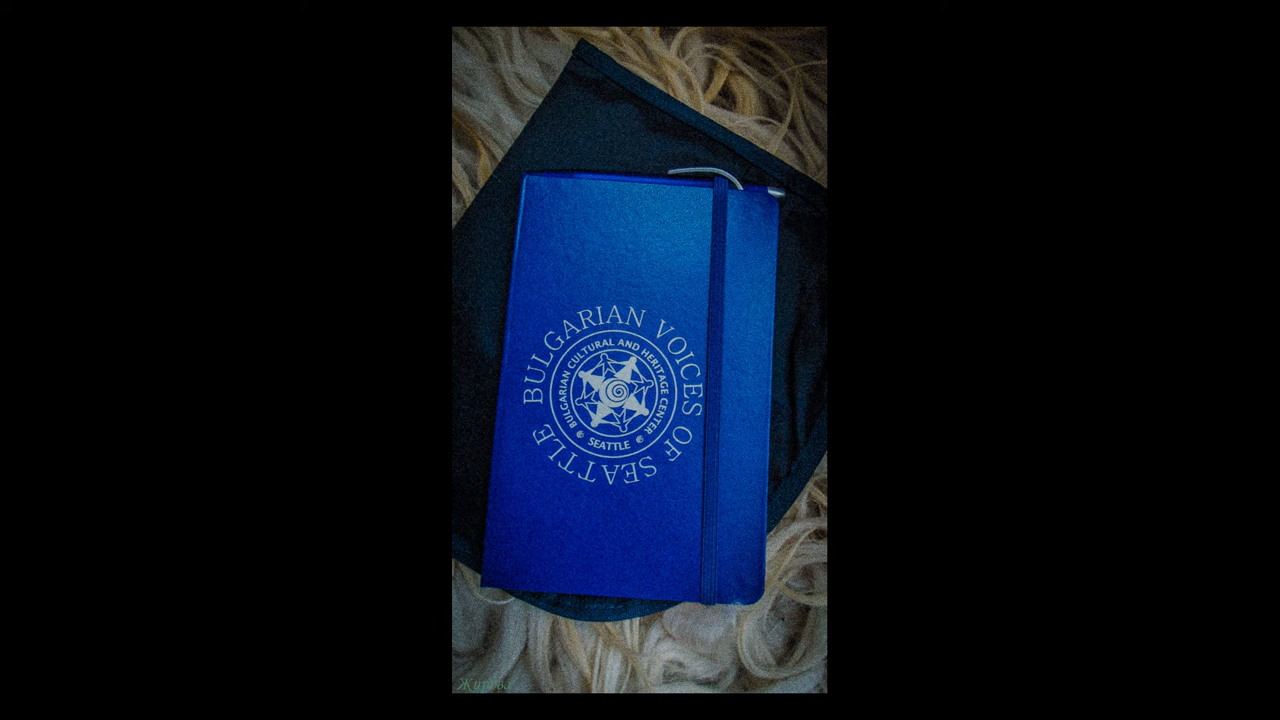 BULGARIAN VOICES OF SEATTLE
BULGARIAN CULTURAL AND HERITAGE CENTER
SEATTLE